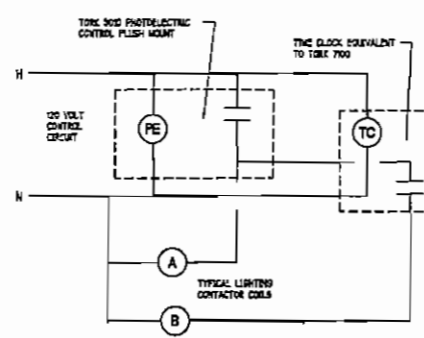 TORK 3010 PHOTOELECTRIC
CONTROL FLUSH MOUNT
TIME CLOCK EQUIVALENT
TO TORK 7100
H
120 VOLT
CONTROL
CIRCUIT
PE
TC
N
A
TYPICAL LIGHTING
CONTACTOR COILS
B